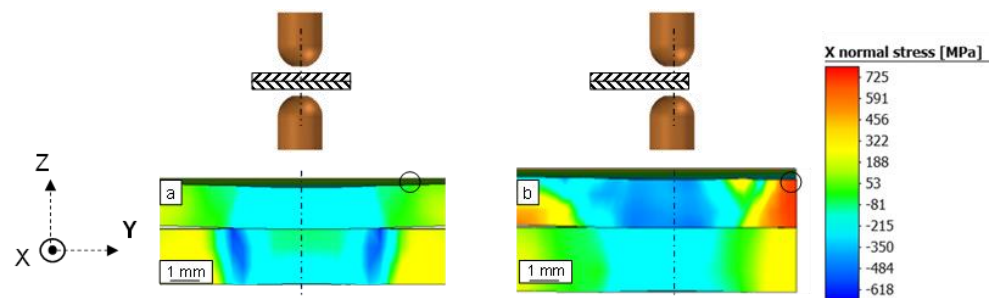 X normal stress [MPa]
725
591
456
322
188
53
-81
-215
-350
-484
-618
Z
X
Y
a
1 mm
b
1 mm